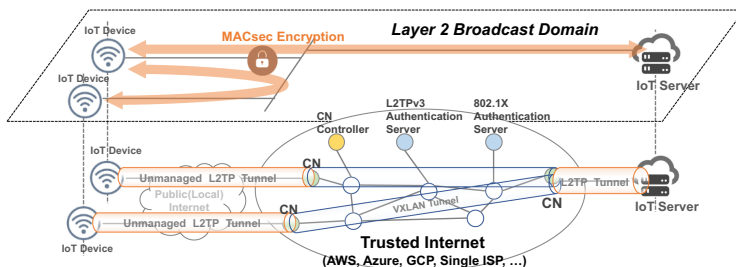 Layer 2 Broadcast Domain
IoT Device
MACsec Encryption
IoT Device
IoT Server
CN
Controller
L2TPv3
Authentication
Server
802.1X
Authentication
Server
IoT Device
CN
Unmanaged L2TP Tunnel
L2TP Tunnel
Public(Local)
Internet
VXLAN Tunnel
CN
CN
IoT Server
Unmanaged L2TP Tunnel
IoT Device
Trusted Internet
(AWS, Azure, GCP, Single ISP, ...)